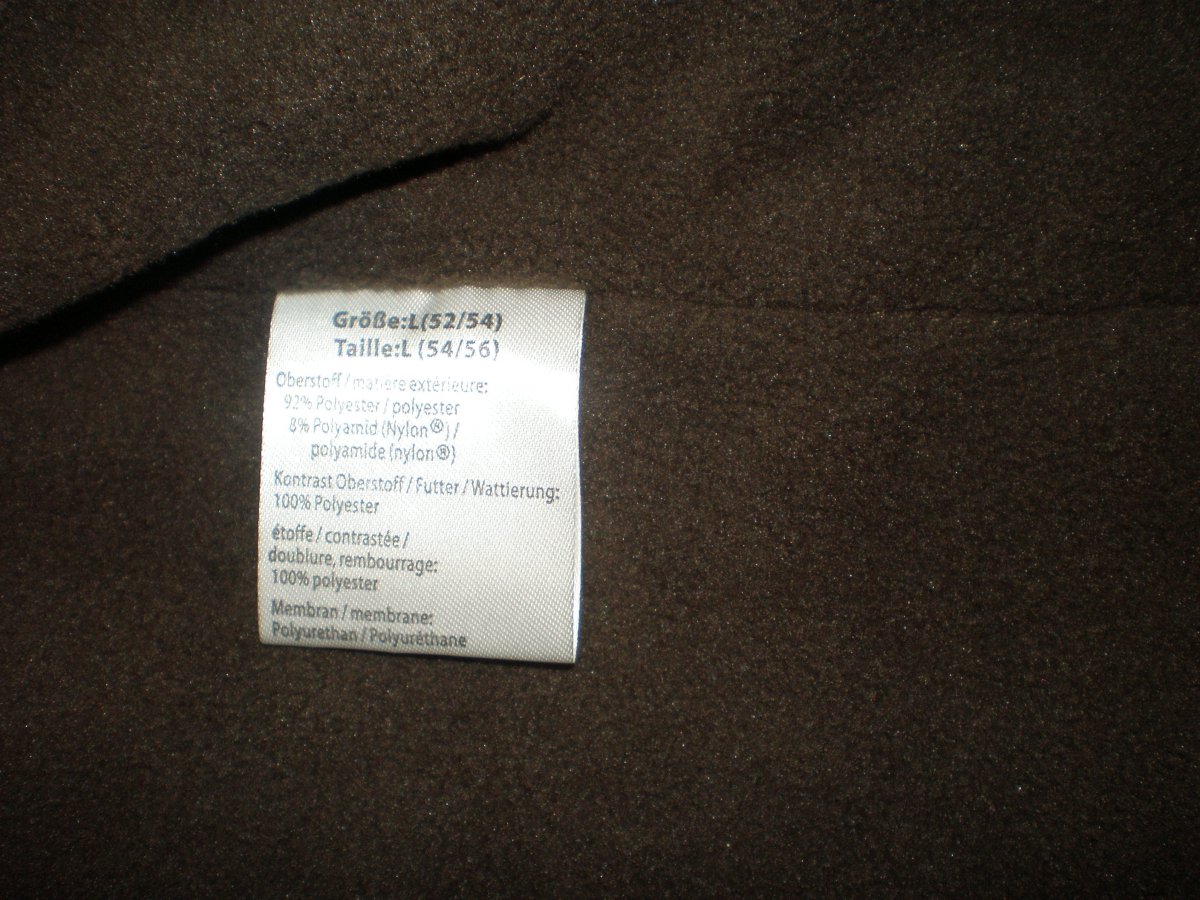 Größe:L(52/54)
Taille:L (54/56)
Oberstoff / matière extérieure:
92% Polyester / polyester
8% Polyamid (Nylon®) /
polyamide (nylon®)
Kontrast Oberstoff / Futter / Wattierung:
100% Polyester
étoffe / contrastée /
doublure, rembourrage:
100% polyester
Membran / membrane:
Polyurethan / Polyuréthane